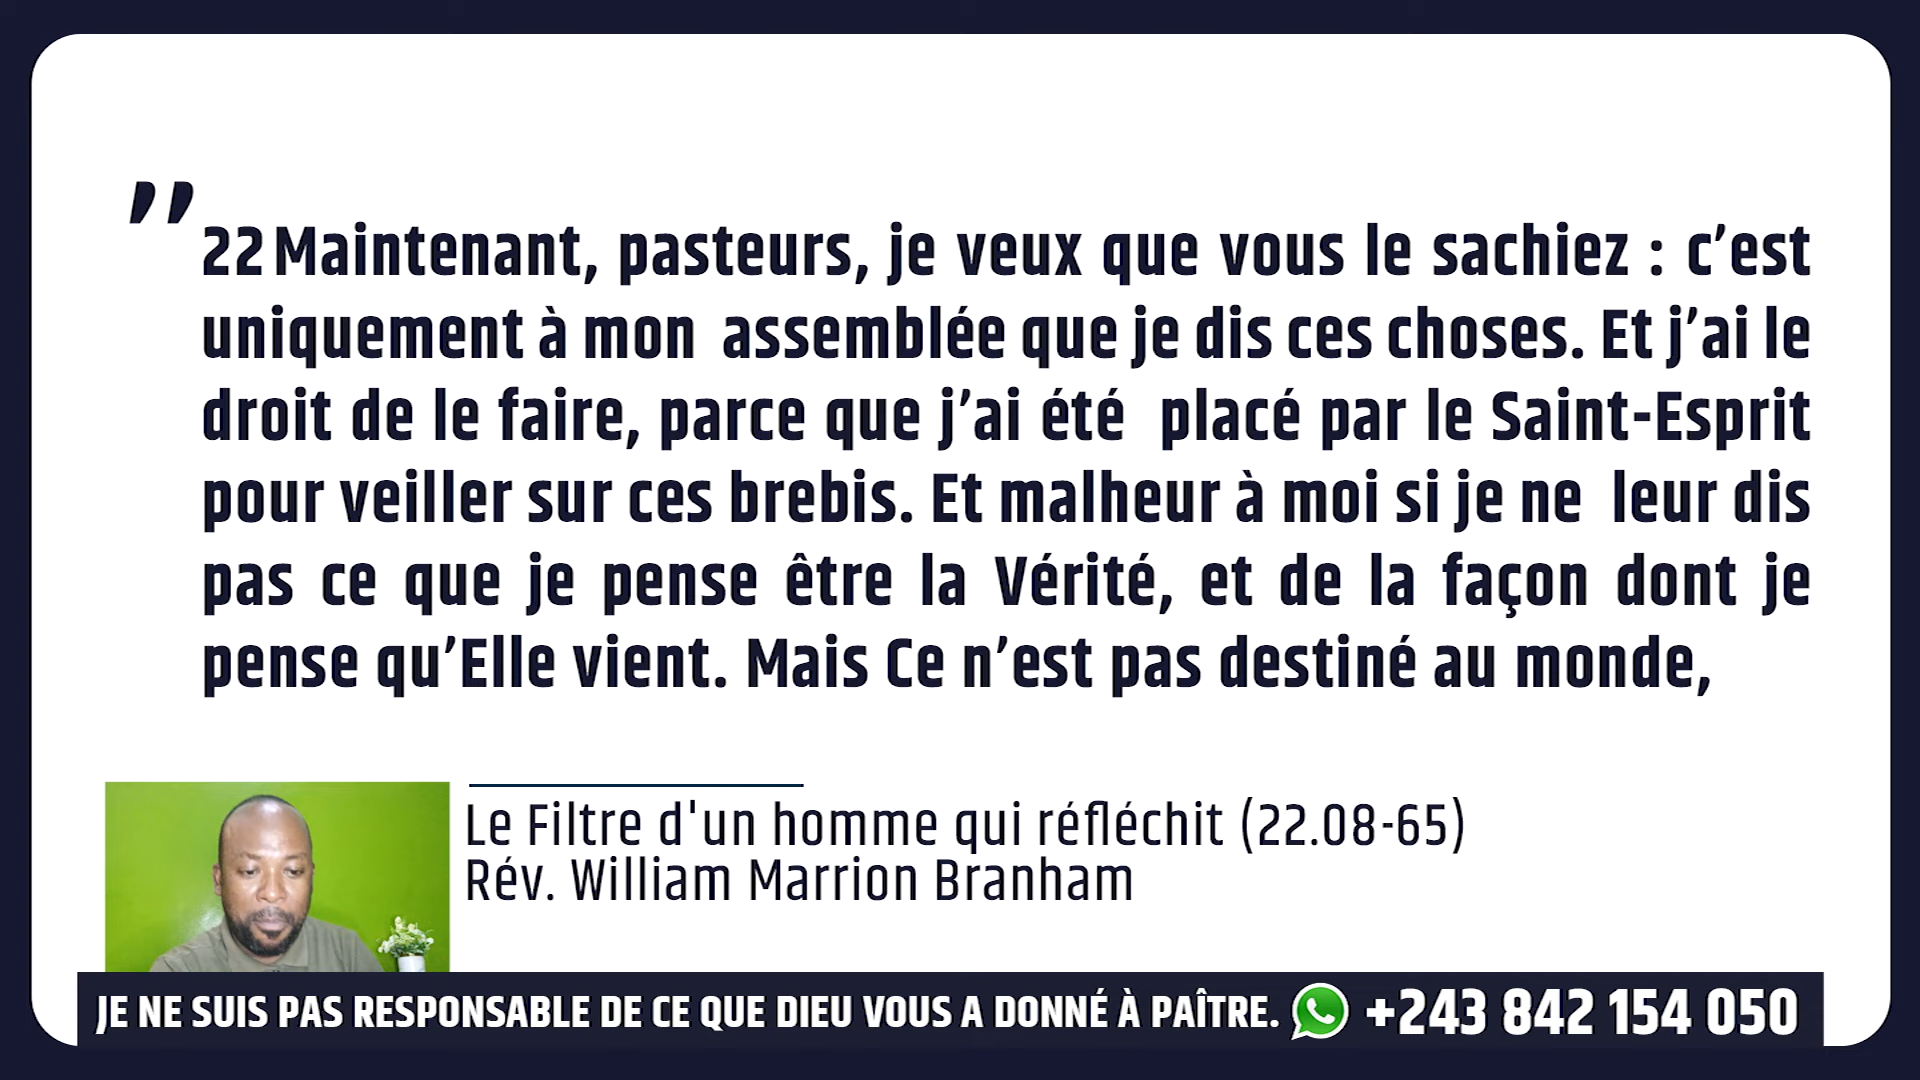 ”
22 Maintenant, pasteurs, je veux que vous le sachiez : c’est
uniquement à mon assemblée que je dis ces choses. Et j’ai le
droit de le faire, parce que j’ai été placé par le Saint-Esprit
pour veiller sur ces brebis. Et malheur à moi si je ne leur dis
pas ce que je pense être la Vérité, et de la façon dont je
pense qu’Elle vient. Mais Ce n’est pas destiné au monde,
Le Filtre d'un homme qui réfléchit (22.08-65)
Rév. William Marrion Branham
JE NE SUIS PAS RESPONSABLE DE CE QUE DIEU VOUS A DONNÉ À PAÎTRE. +243 842 154 050